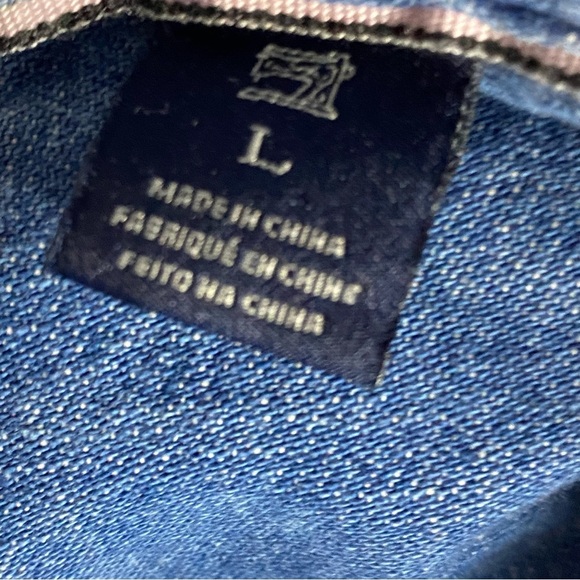 L
MADE IN CHINA
FABRIQUÉ EN CHINE
FEITO NA CHINA